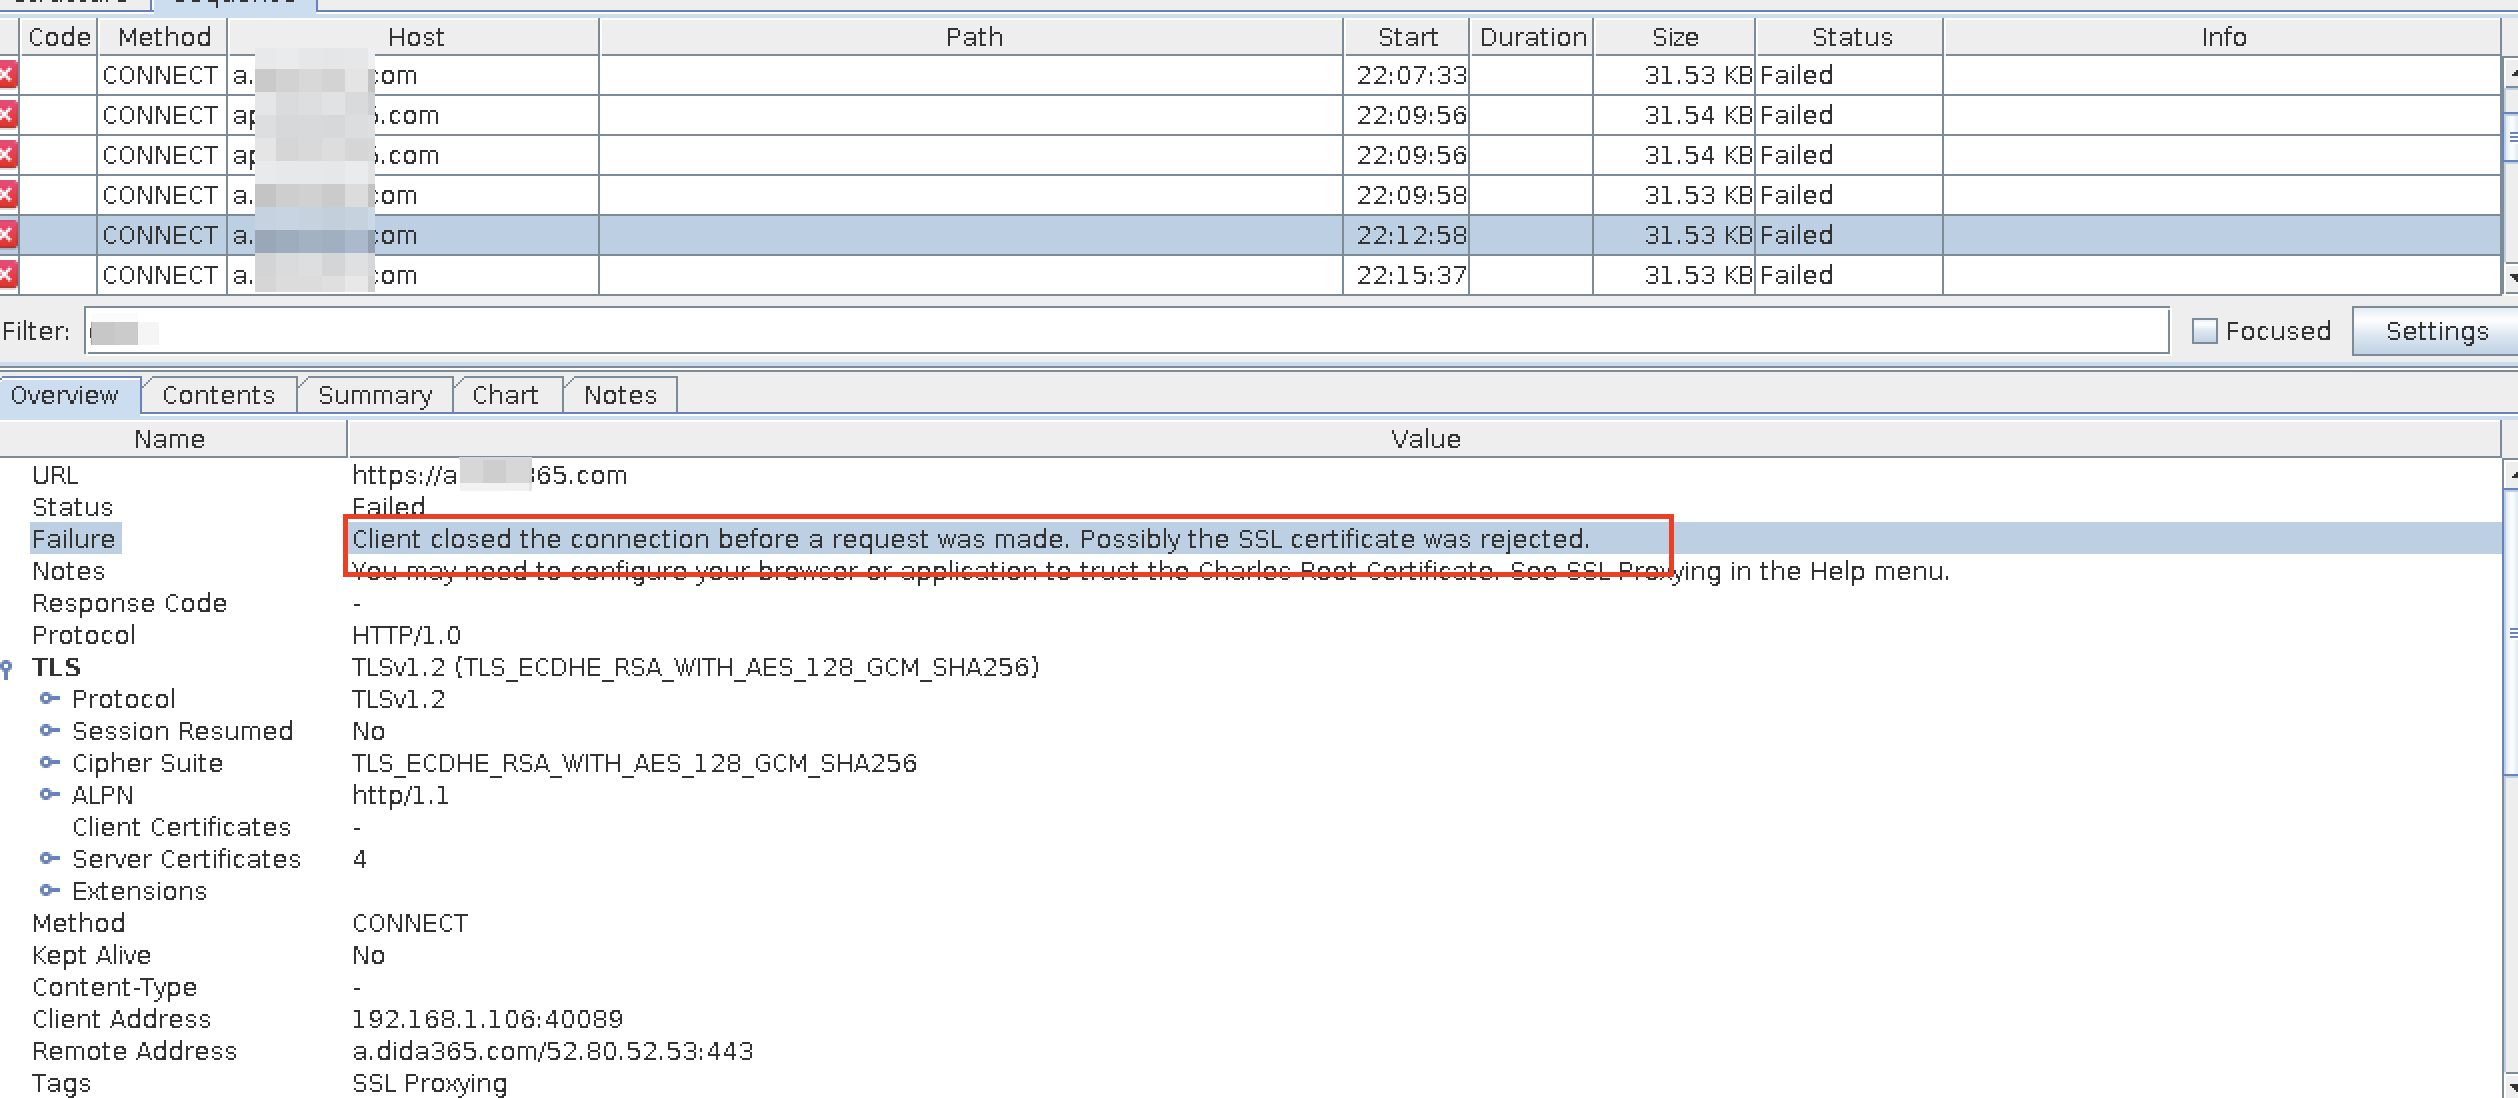 Code Method Host Path Start Duration Size Status Info
CONNECT a. com 22:07:33 31.53 KB Failed
CONNECT ap .com 22:09:56 31.54 KB Failed
CONNECT ap .com 22:09:56 31.54 KB Failed
CONNECT a. com 22:09:58 31.53 KB Failed
CONNECT a. com 22:12:58 31.53 KB Failed
CONNECT a. com 22:15:37 31.53 KB Failed
Filter: Focused Settings
Overview Contents Summary Chart Notes
Name Value
URL https://a 65.com
Status Failed
Failure Client closed the connection before a request was made. Possibly the SSL certificate was rejected.
Notes You may need to configure your browser or application to trust the Charles Root Certificate. See SSL Proxying in the Help menu.
Response Code -
Protocol HTTP/1.0
TLS TLSv1.2 (TLS_ECDHE_RSA_WITH_AES_128_GCM_SHA256)
Protocol TLSv1.2
Session Resumed No
Cipher Suite TLS_ECDHE_RSA_WITH_AES_128_GCM_SHA256
ALPN http/1.1
Client Certificates -
Server Certificates 4
Extensions
Method CONNECT
Kept Alive No
Content-Type -
Client Address 192.168.1.106:40089
Remote Address a.dida365.com/52.80.52.53:443
Tags SSL Proxying